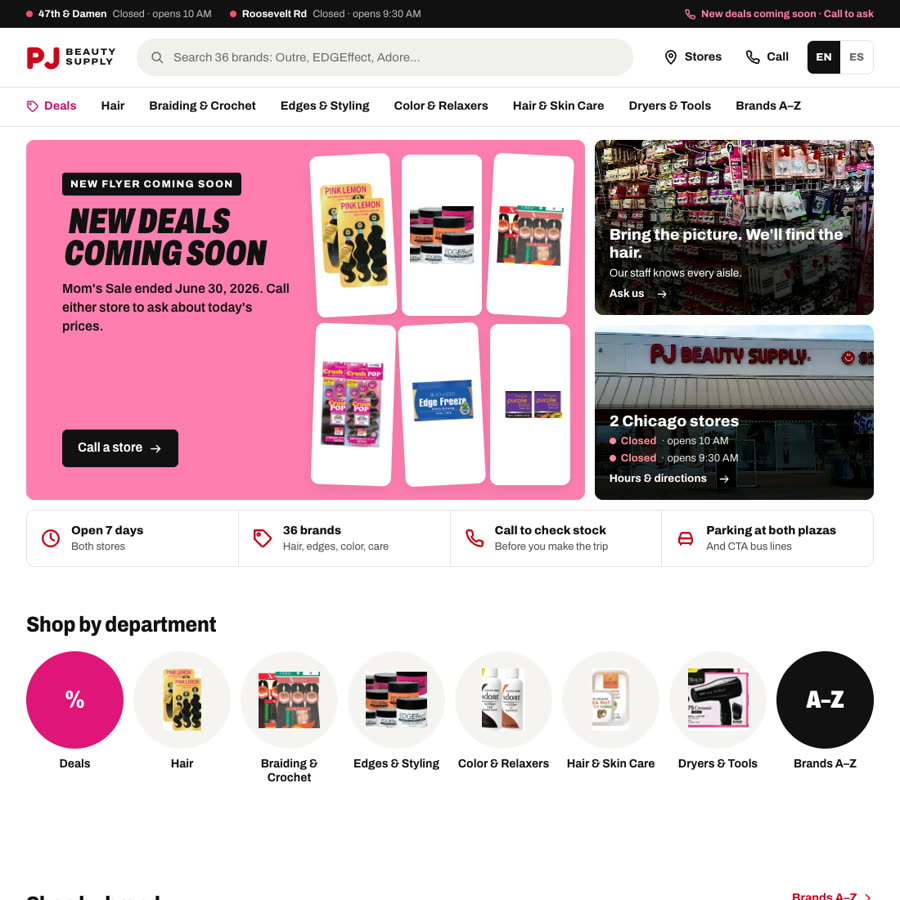 47th & Damen Closed · opens 10 AM Roosevelt Rd Closed · opens 9:30 AM New deals coming soon · Call to ask
PJ BEAUTY SUPPLY
Search 36 brands: Outre, EDGEffect, Adore...
Stores
Call
EN ES
Deals Hair Braiding & Crochet Edges & Styling Color & Relaxers Hair & Skin Care Dryers & Tools Brands A–Z
NEW FLYER COMING SOON
NEW DEALS
COMING SOON
Mom's Sale ended June 30, 2026. Call
either store to ask about today's
prices.
Call a store →
PINK LEMON
PINK LEMON
EDGEffect
Crush POP
Edge Freeze
purple
purple
Bring the picture. We'll find the
hair.
Our staff knows every aisle.
Ask us →
PJ BEAUTY SUPPLY
2 Chicago stores
Closed · opens 10 AM
Closed · opens 9:30 AM
Hours & directions →
Open 7 days
Both stores
36 brands
Hair, edges, color, care
Call to check stock
Before you make the trip
Parking at both plazas
And CTA bus lines
Shop by department
%
A–Z
Deals
Hair
Braiding &
Crochet
Edges & Styling
Color & Relaxers
Hair & Skin Care
Dryers & Tools
Brands A–Z
Shop by brand
Brands A–Z >